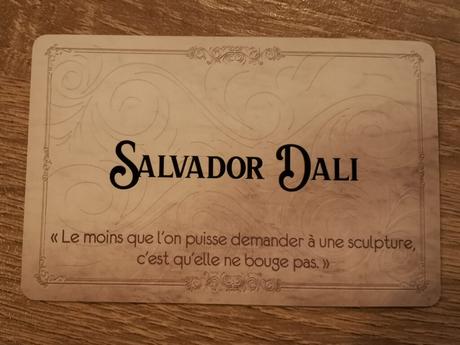 Salvador Dali
« Le moins que l'on puisse demander à une sculpture,
c'est qu'elle ne bouge pas. »